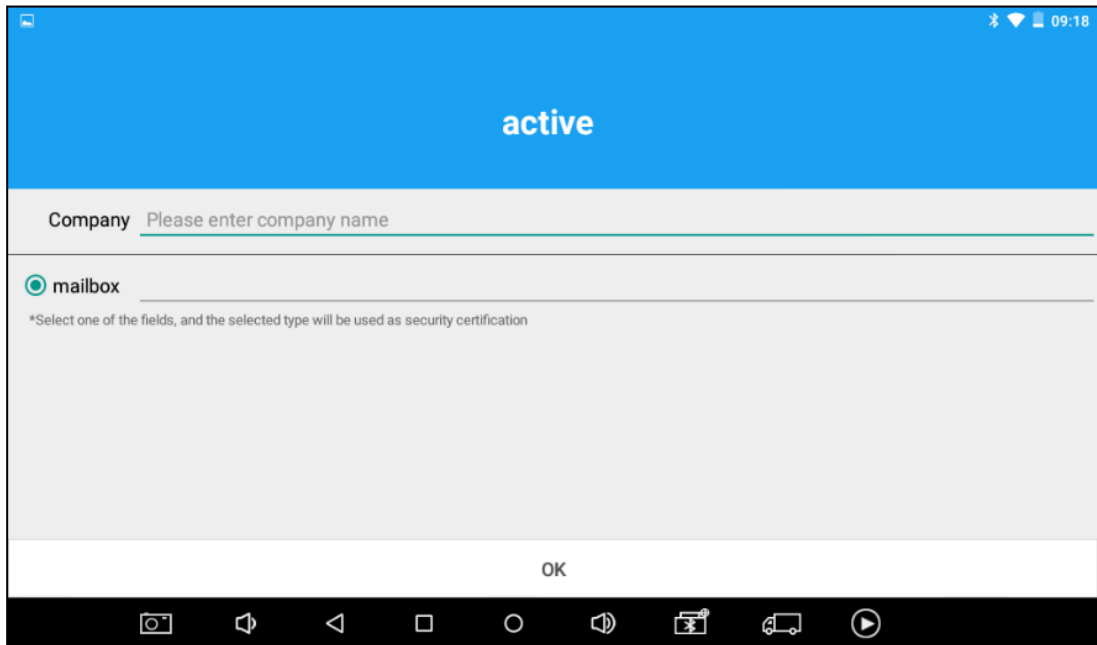 09:18
active
Company Please enter company name
mailbox
*Select one of the fields, and the selected type will be used as security certification
OK